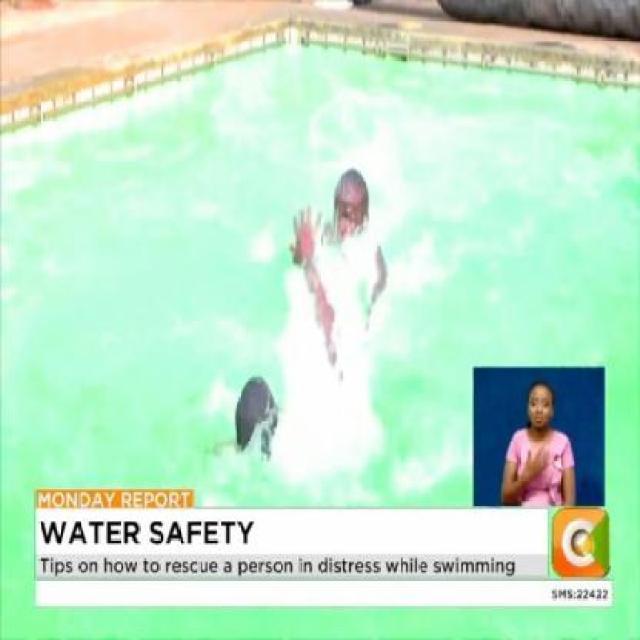 MONDAY REPORT
WATER SAFETY
Tips on how to rescue a person in distress while swimming
SMS:22422